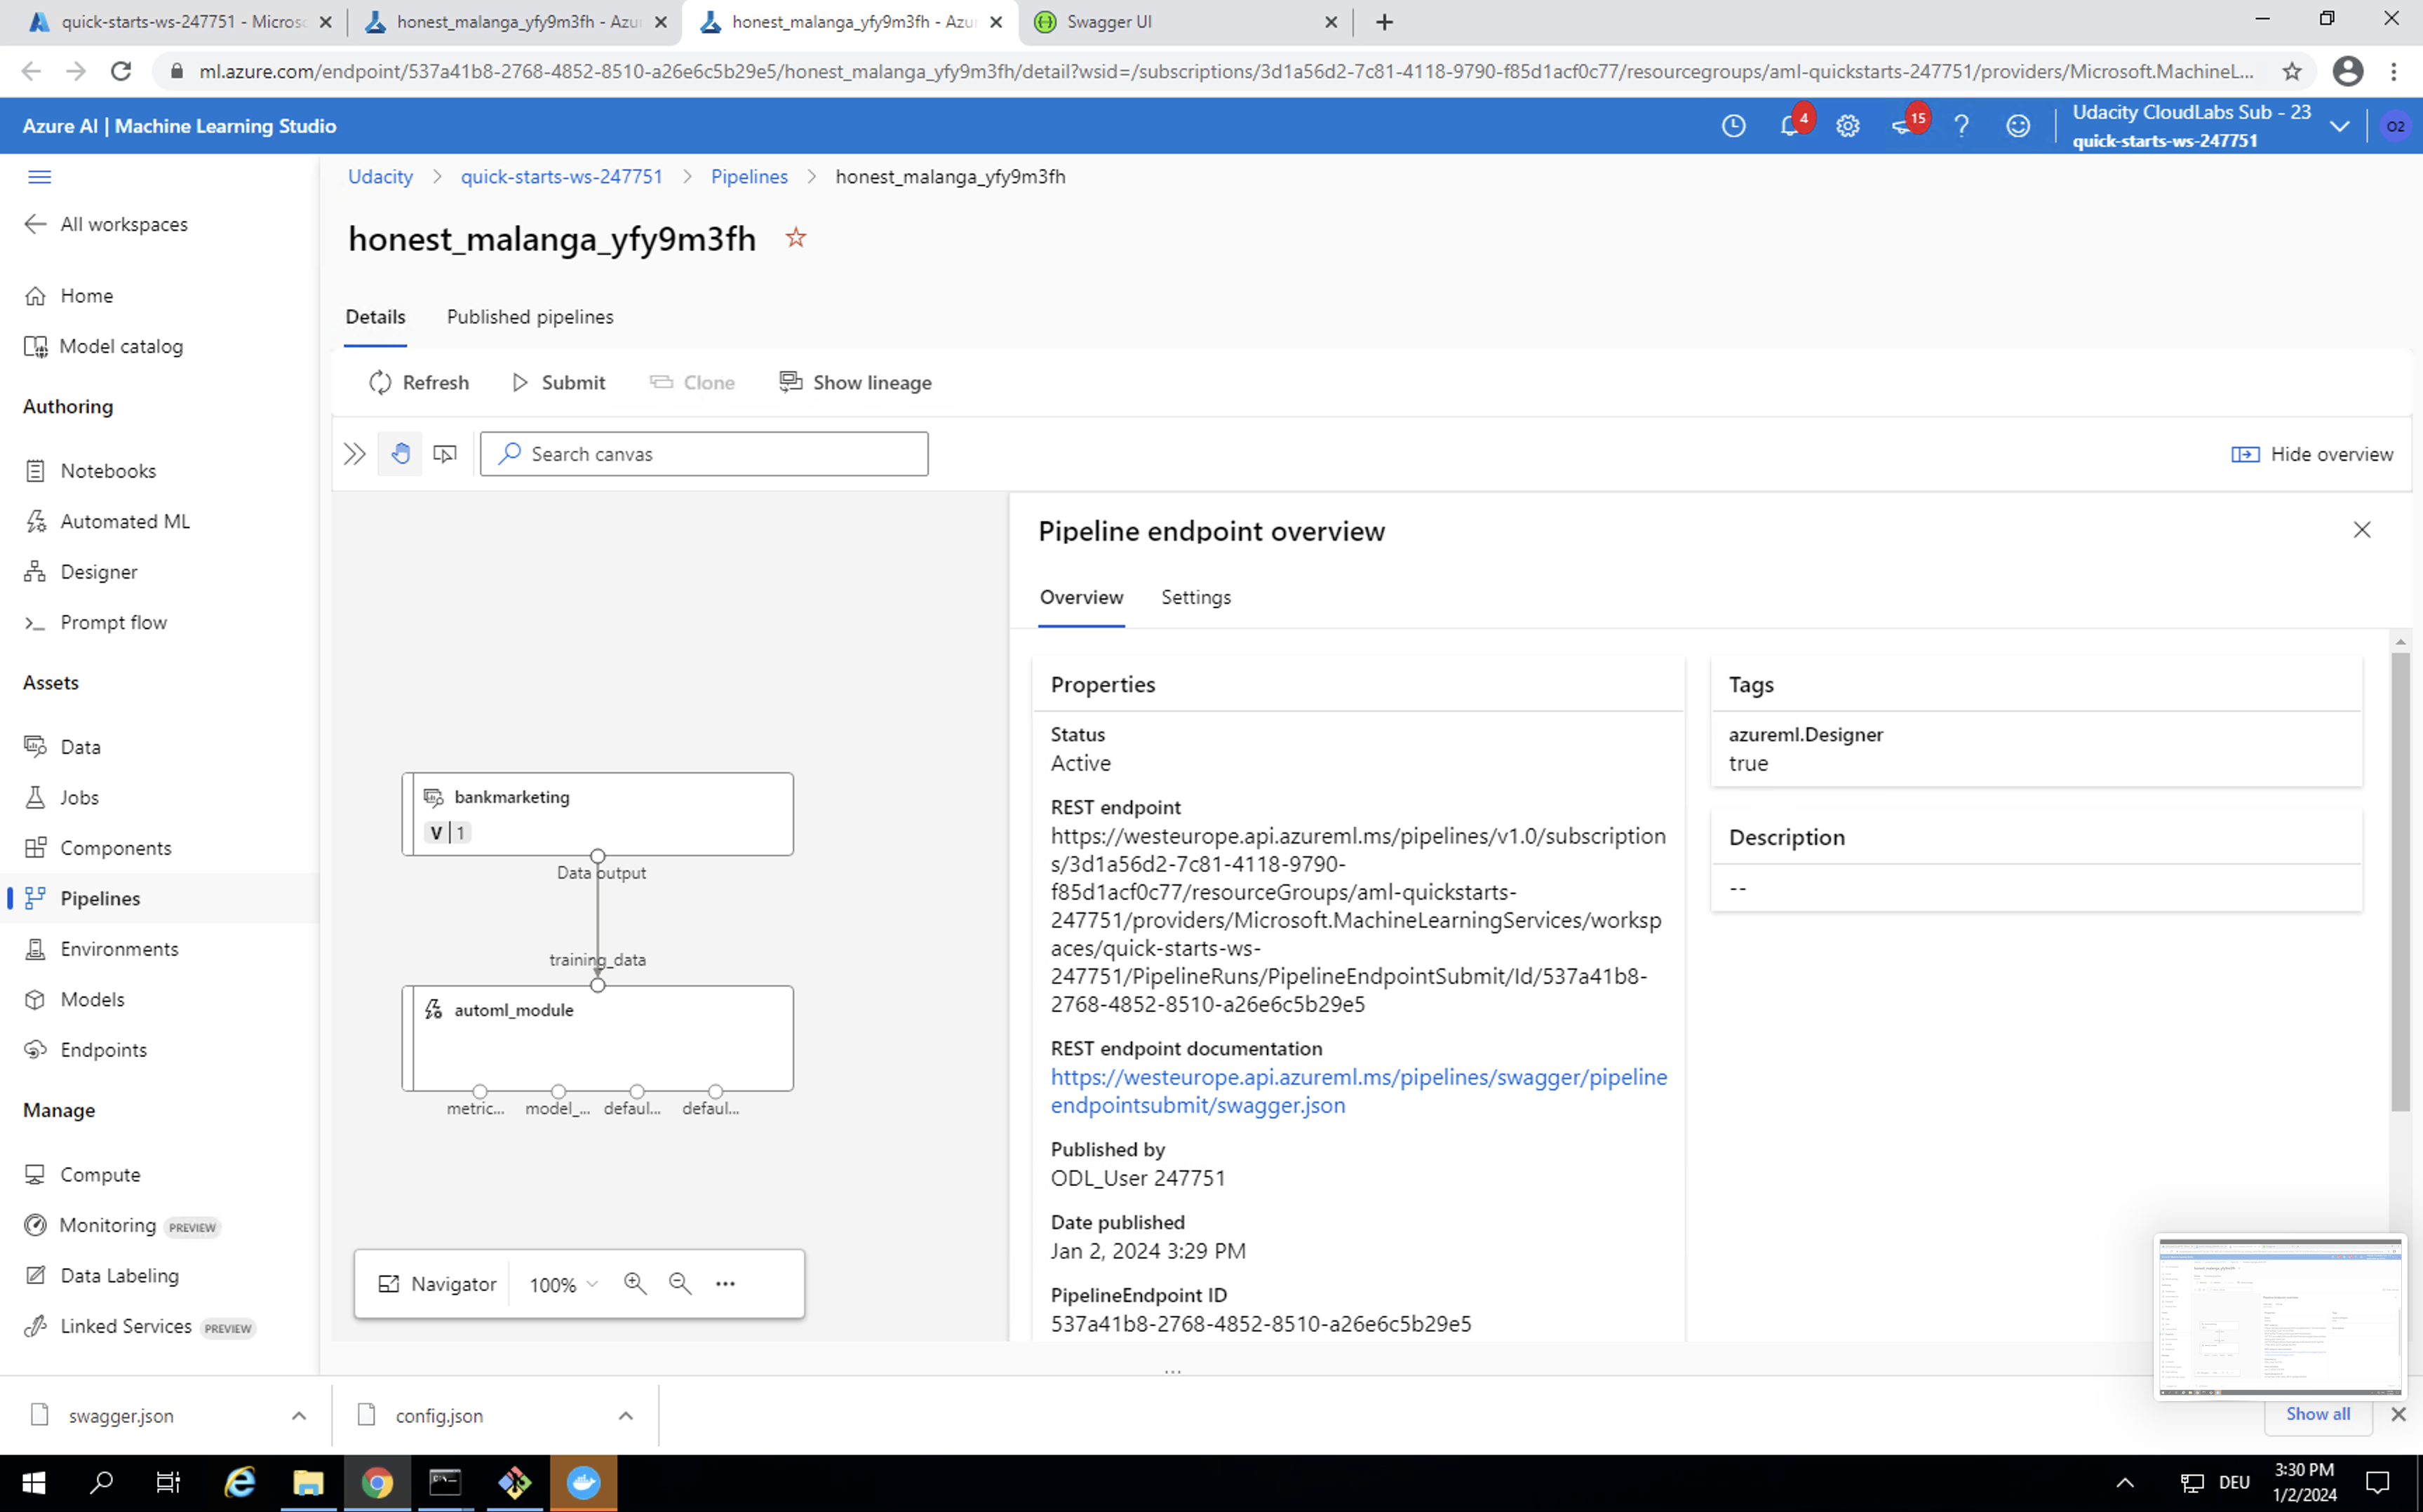 quick-starts-ws-247751 - Micros
honest_malanga_yfy9m3fh - Azu
honest_malanga_yfy9m3fh - Azu
Swagger UI
ml.azure.com/endpoint/537a41b8-2768-4852-8510-a26e6c5b29e5/honest_malanga_yfy9m3fh/detail?wsid=/subscriptions/3d1a56d2-7c81-4118-9790-f85d1acf0c77/resourcegroups/aml-quickstarts-247751/providers/Microsoft.MachineL...
Azure AI | Machine Learning Studio
4
15
Udacity CloudLabs Sub - 23
quick-starts-ws-247751
O2
All workspaces
Home
Model catalog
Authoring
Notebooks
Automated ML
Designer
Prompt flow
Assets
Data
Jobs
Components
Pipelines
Environments
Models
Endpoints
Manage
Compute
Monitoring PREVIEW
Data Labeling
Linked Services PREVIEW
Udacity > quick-starts-ws-247751 > Pipelines > honest_malanga_yfy9m3fh
honest_malanga_yfy9m3fh
Details Published pipelines
Refresh Submit Clone Show lineage
Search canvas
Hide overview
bankmarketing
V 1
Data output
training_data
automl_module
metric... model_... defaul... defaul...
Navigator 100%
Pipeline endpoint overview
Overview Settings
Properties
Status
Active
REST endpoint
https://westeurope.api.azureml.ms/pipelines/v1.0/subscription
s/3d1a56d2-7c81-4118-9790-
f85d1acf0c77/resourceGroups/aml-quickstarts-
247751/providers/Microsoft.MachineLearningServices/worksp
aces/quick-starts-ws-
247751/PipelineRuns/PipelineEndpointSubmit/Id/537a41b8-
2768-4852-8510-a26e6c5b29e5
REST endpoint documentation
https://westeurope.api.azureml.ms/pipelines/swagger/pipeline
endpointsubmit/swagger.json
Published by
ODL_User 247751
Date published
Jan 2, 2024 3:29 PM
PipelineEndpoint ID
537a41b8-2768-4852-8510-a26e6c5b29e5
Tags
azureml.Designer
true
Description
--
swagger.json
config.json
Show all
DEU
3:30 PM
1/2/2024